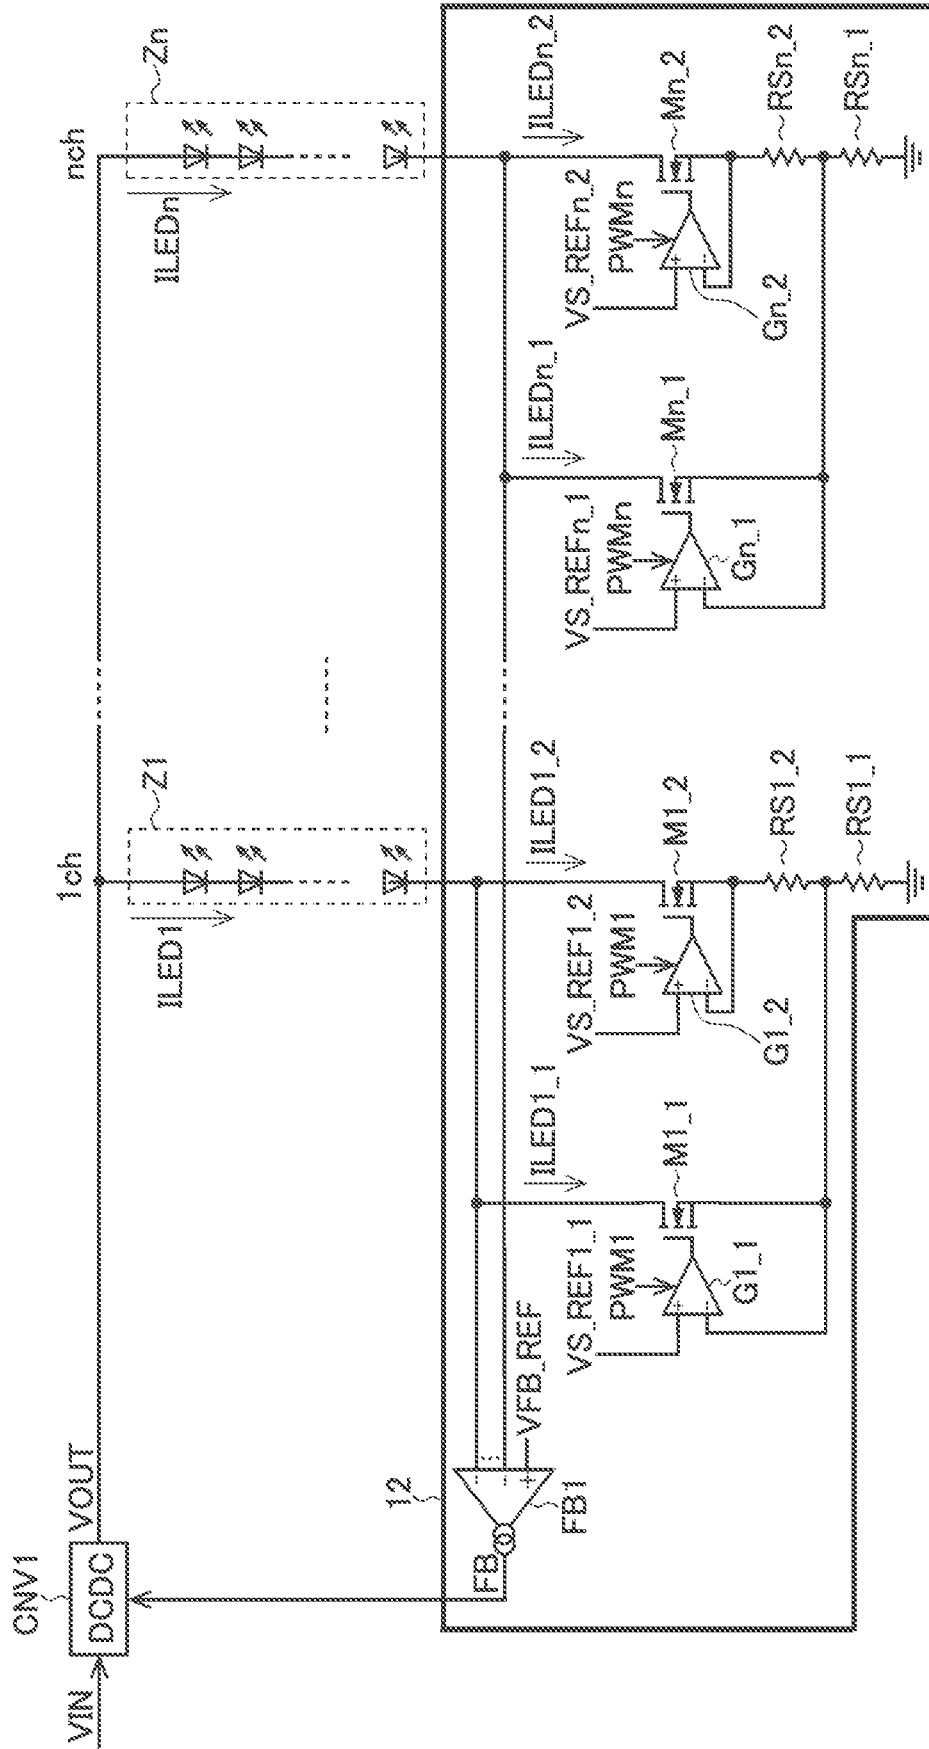 VIN
CNV1
DCDC
VOUT
1ch
nch
ILED1
Z1
ILEDn
Zn
12
FB
FB1
VFB_REF
ILED1_1
ILED1_2
ILEDn_1
ILEDn_2
VS_REF1_1
PWM1
G1_1
M1_1
VS_REF1_2
PWM1
G1_2
M1_2
RS1_2
RS1_1
VS_REFn_1
PWMn
Gn_1
Mn_1
VS_REFn_2
PWMn
Gn_2
Mn_2
RSn_2
RSn_1